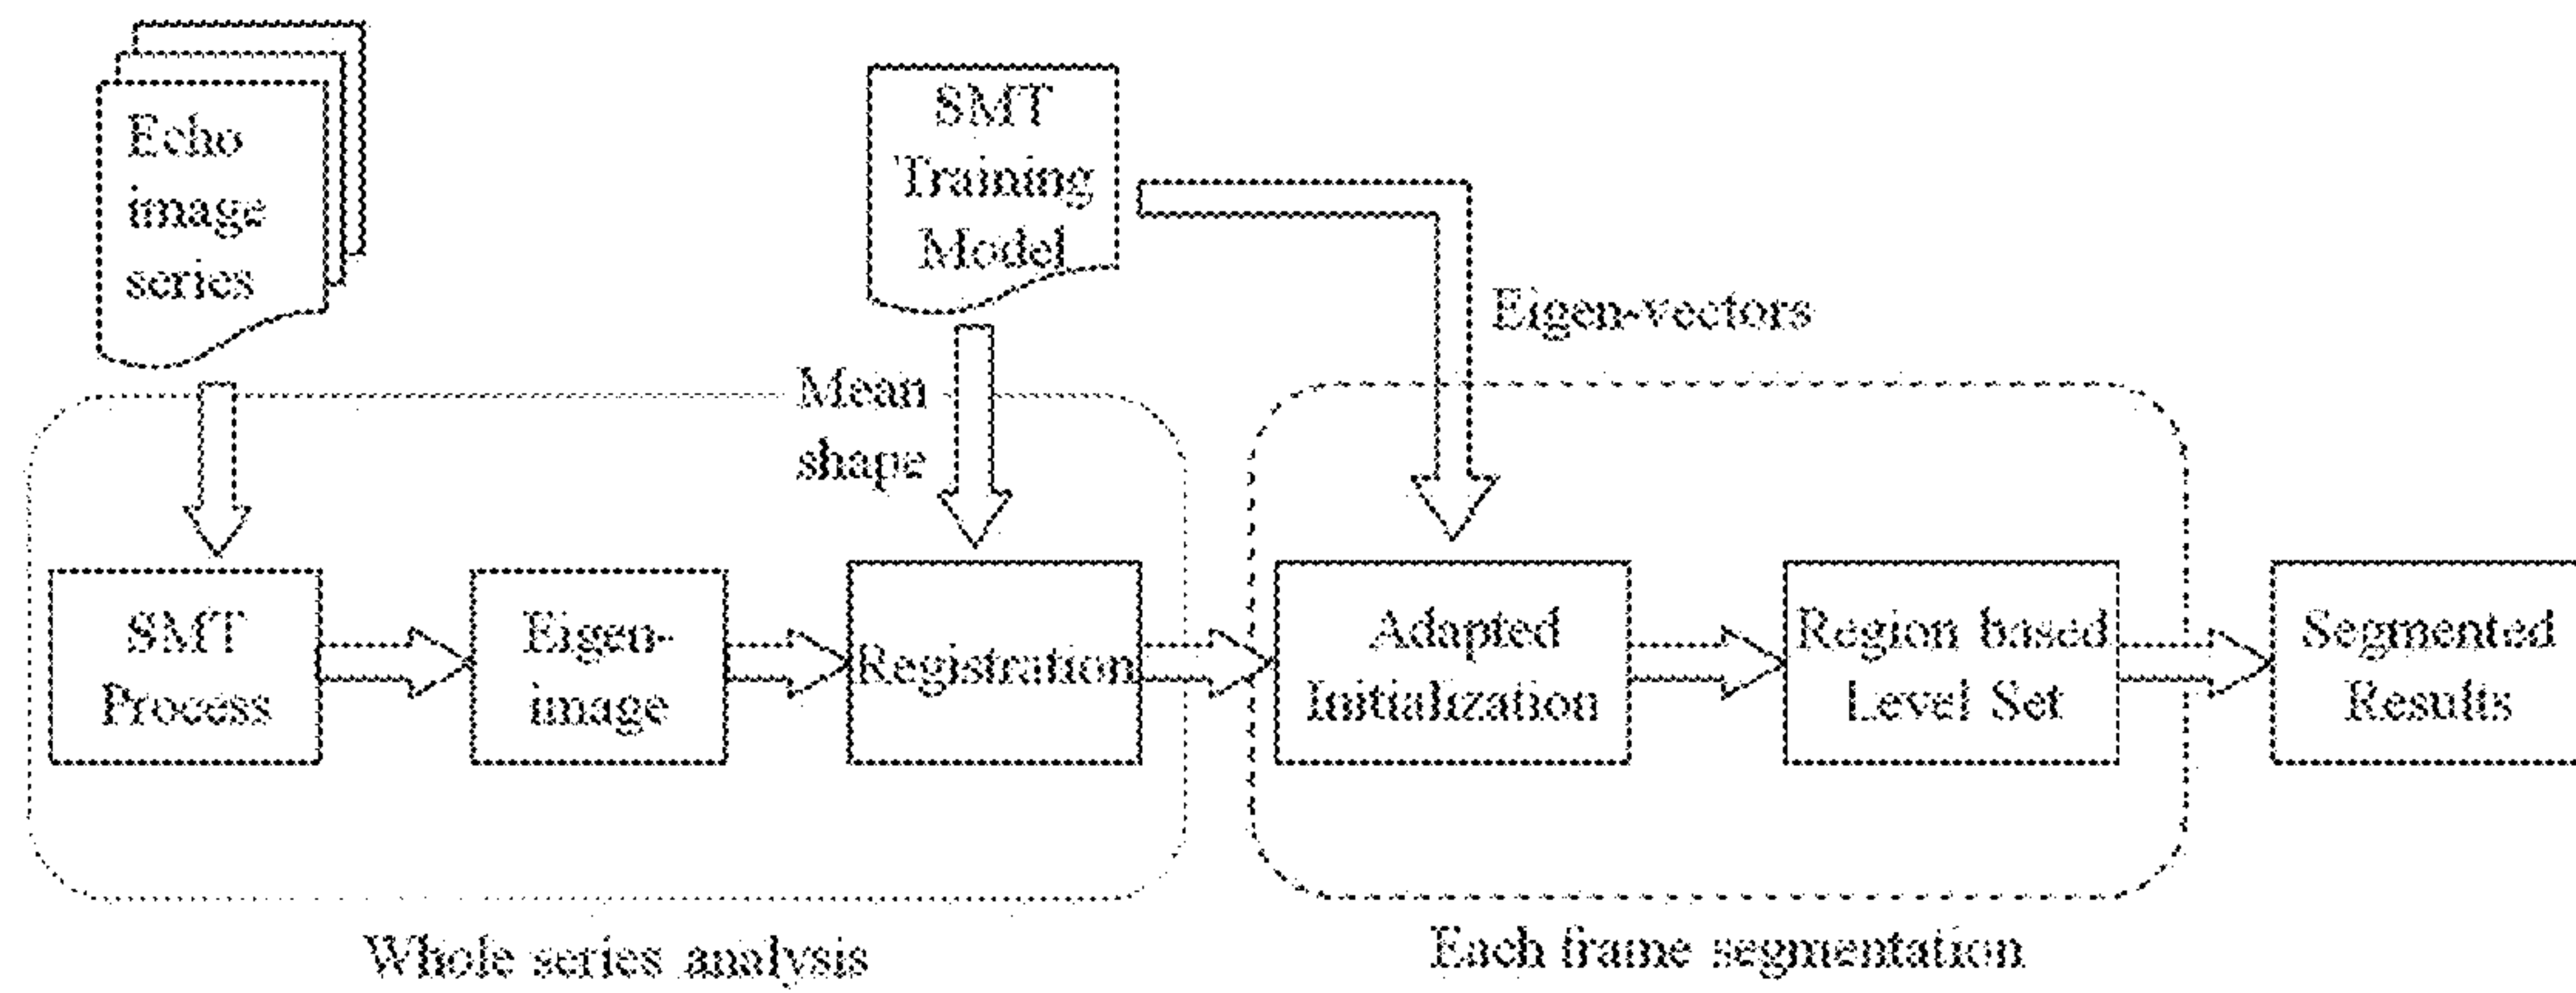 Echo
image
series
SMT
Training
Model
Eigen-vectors
Mean
shape
SMT
Process
Eigen-
image
Registration
Adapted
Initialization
Region based
Level Set
Segmented
Results
Whole series analysis
Each frame segmentation